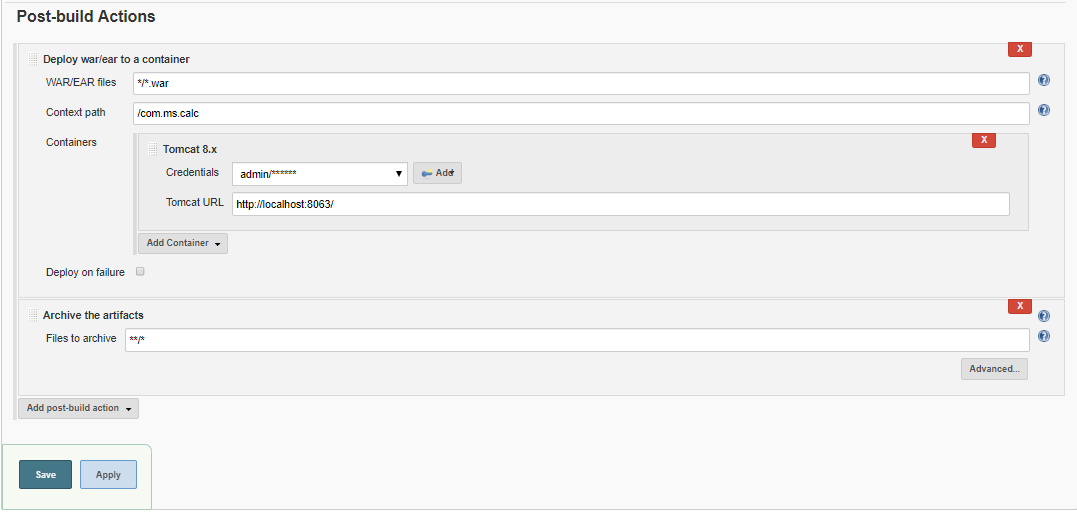 Post-build Actions
X
Deploy war/ear to a container
WAR/EAR files */*.war
Context path /com.ms.calc
Containers
X
Tomcat 8.x
Credentials admin/****** Add
Tomcat URL http://localhost:8063/
Add Container
Deploy on failure
X
Archive the artifacts
Files to archive **/*
Advanced...
Add post-build action
Save Apply